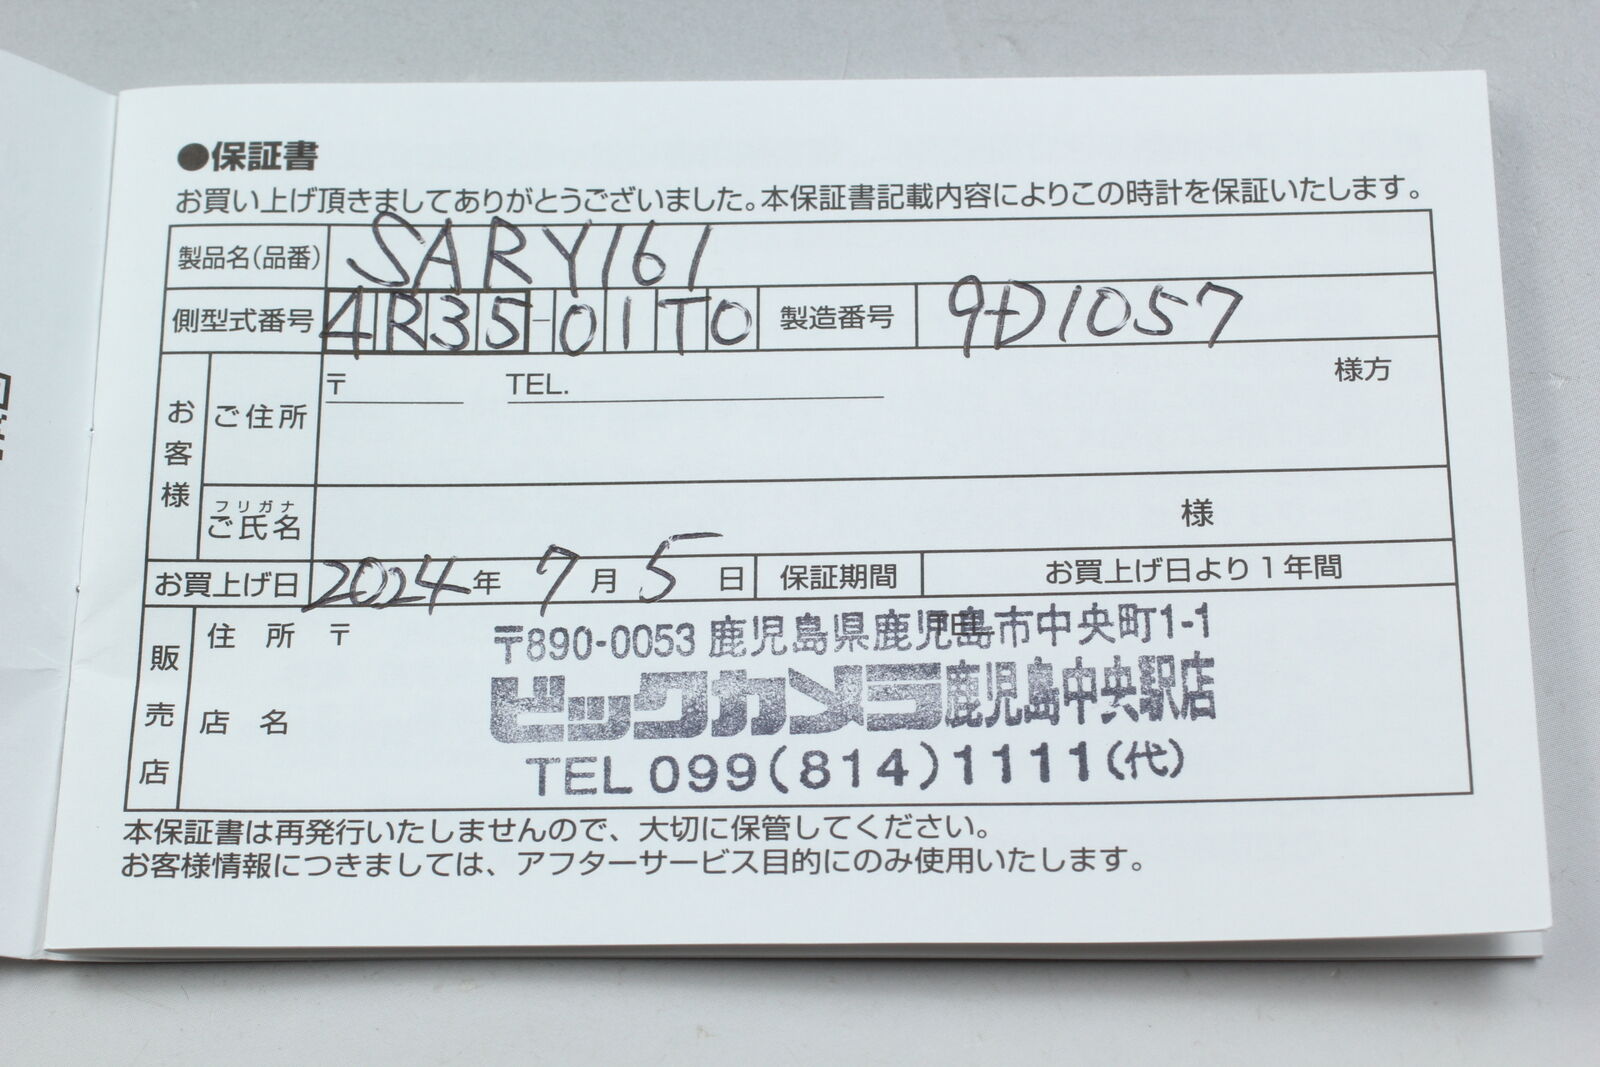 ●保証書
お買い上げ頂きましてありがとうございました。本保証書記載内容によりこの時計を保証いたします。
製品名(品番) SARY161
側型式番号 4R35-01T0 製造番号 9D1057
お客様
ご住所 〒 TEL. 様方
フリガナ
ご氏名 様
お買上げ日 2024年 7月 5日 保証期間 お買上げ日より1年間
販売店
住所 〒
〒890-0053 鹿児島県鹿児島市中央町1-1
店名
ビックカメラ鹿児島中央駅店
TEL 099(814)1111(代)
本保証書は再発行いたしませんので、大切に保管してください。
お客様情報につきましては、アフターサービス目的にのみ使用いたします。